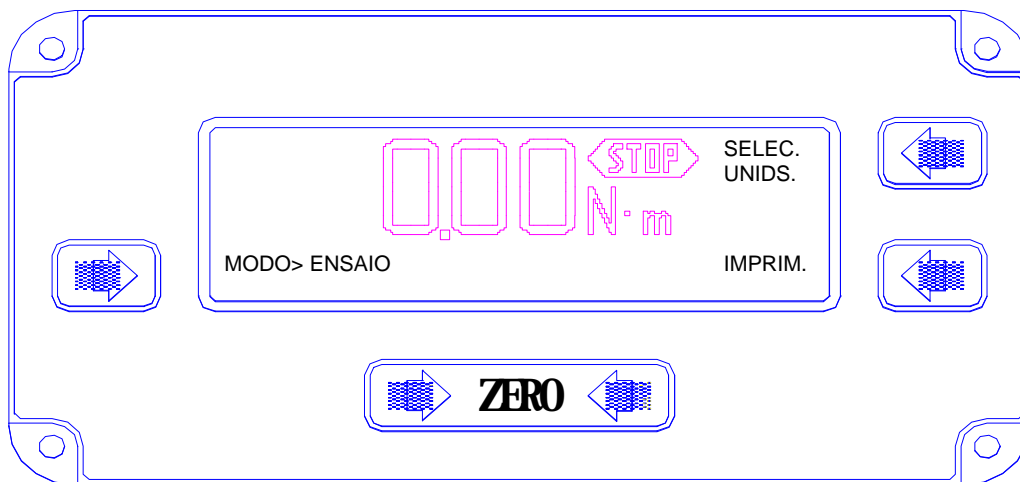 0.00 STOP
N·m
SELEC.
UNIDS.
MODO> ENSAIO
IMPRIM.
ZERO